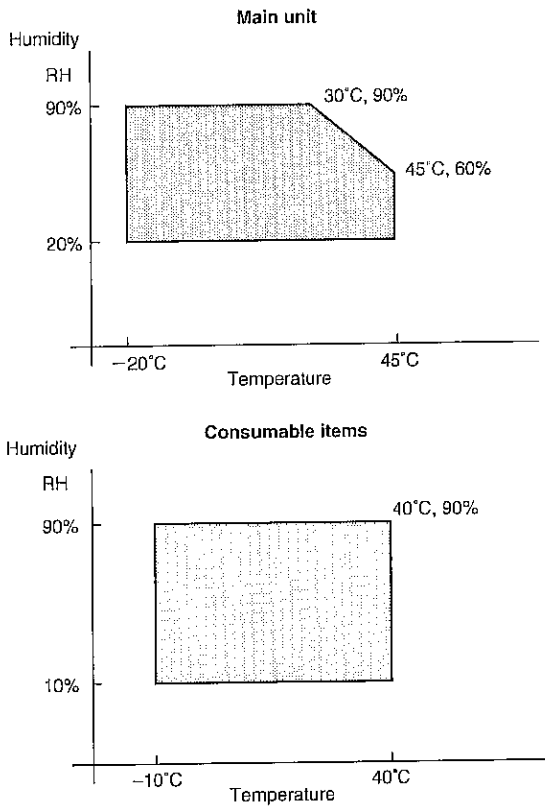 Main unit
Humidity
RH
90%
30°C, 90%
45°C, 60%
20%
−20°C
45°C
Temperature
Consumable items
Humidity
RH
90%
40°C, 90%
10%
−10°C
40°C
Temperature